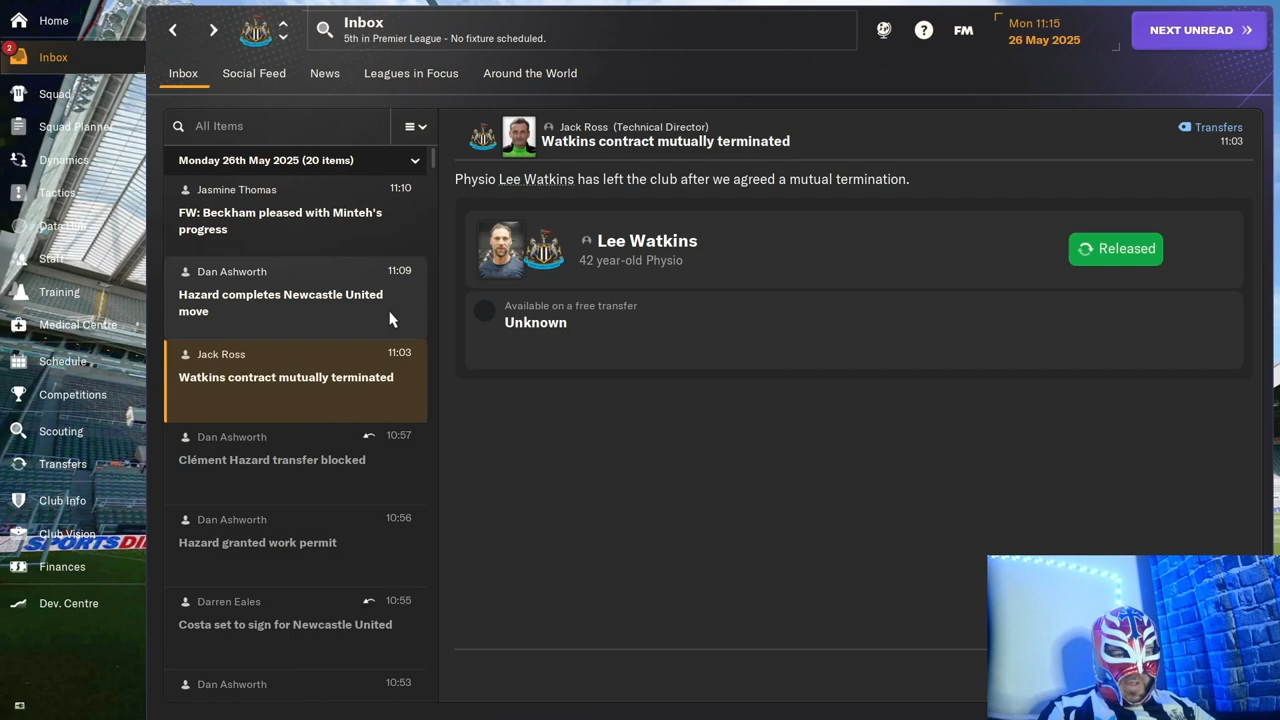 Home
2
Inbox
Squad
Squad Planner
Dynamics
Tactics
Data Hub
Staff
Training
Medical Centre
Schedule
Competitions
Scouting
Transfers
Club Info
Club Vision
SPORTSDI
Finances
Dev. Centre
Inbox
5th in Premier League - No fixture scheduled.
?
FM
Mon 11:15
26 May 2025
NEXT UNREAD
Inbox
Social Feed
News
Leagues in Focus
Around the World
All Items
Monday 26th May 2025 (20 items)
Jasmine Thomas 11:10
FW: Beckham pleased with Minteh's
progress
Dan Ashworth 11:09
Hazard completes Newcastle United
move
Jack Ross 11:03
Watkins contract mutually terminated
Dan Ashworth 10:57
Clément Hazard transfer blocked
Dan Ashworth 10:56
Hazard granted work permit
Darren Eales 10:55
Costa set to sign for Newcastle United
Dan Ashworth 10:53
Jack Ross (Technical Director)
Watkins contract mutually terminated
Transfers
11:03
Physio Lee Watkins has left the club after we agreed a mutual termination.
Lee Watkins
42 year-old Physio
Released
Available on a free transfer
Unknown